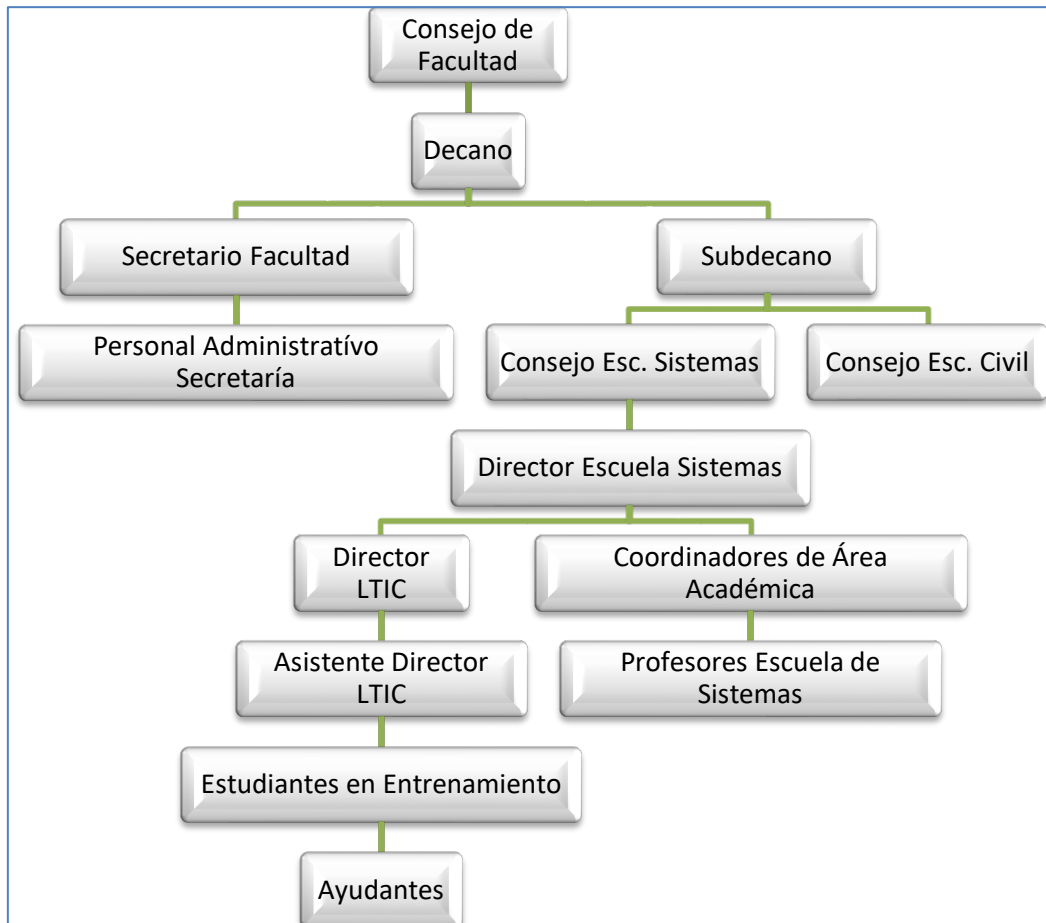 Consejo de
Facultad
Decano
Secretario Facultad
Subdecano
Personal Administratívo
Secretaría
Consejo Esc. Sistemas
Consejo Esc. Civil
Director Escuela Sistemas
Director
LTIC
Coordinadores de Área
Académica
Asistente Director
LTIC
Profesores Escuela de
Sistemas
Estudiantes en Entrenamiento
Ayudantes